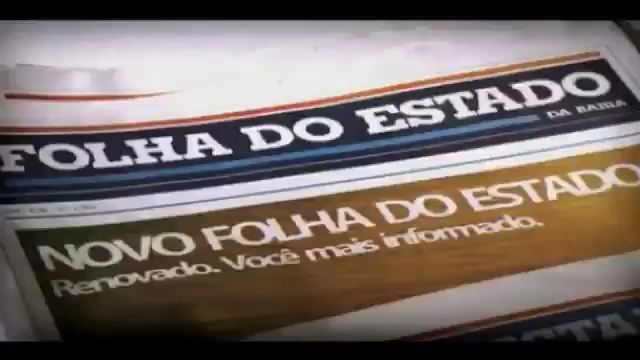 FOLHA DO ESTADO
DA BAHIA
NOVO FOLHA DO ESTADO
Renovado. Você mais informado.